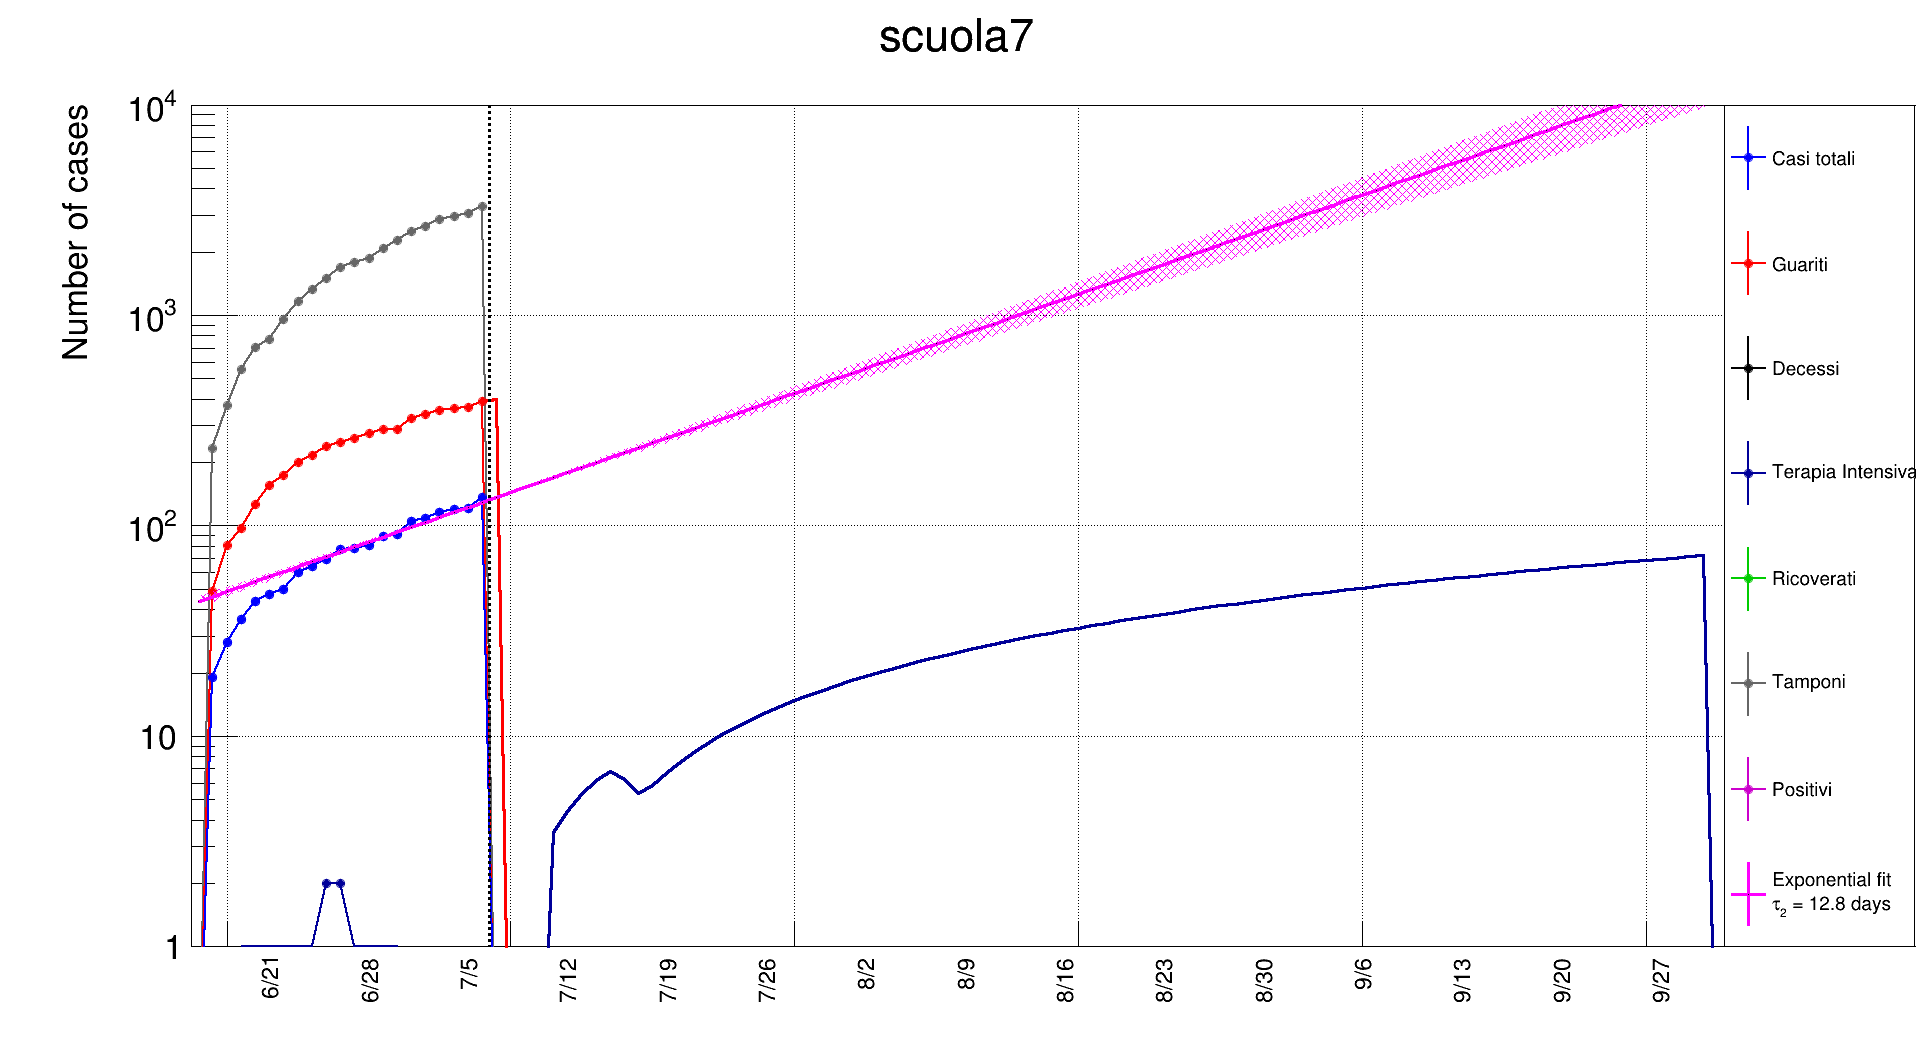 scuola7
Number of cases
10^4
10^3
10^2
10
1
6/21
6/28
7/5
7/12
7/19
7/26
8/2
8/9
8/16
8/23
8/30
9/6
9/13
9/20
9/27
Casi totali
Guariti
Decessi
Terapia Intensiva
Ricoverati
Tamponi
Positivi
Exponential fit
τ₂ = 12.8 days